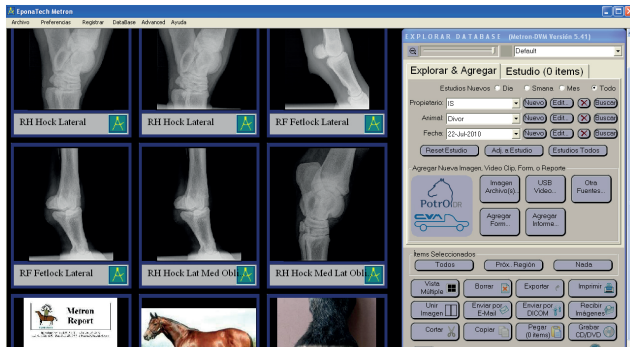 EponaTech Metron
Archivo Preferencias Registrar DataBase Advanced Ayuda
RH Hock Lateral
RH Hock Lateral
RF Fetlock Lateral
RF Fetlock Lateral
RH Hock Lat Med Obli
RH Hock Med Lat Obli
Metron
Report
EXPLORAR DATABASE (Metron-DVM Versión 5.41)
Default
Explorar & Agregar
Estudio (0 items)
Estudios Nuevos Dia Smana Mes Todo
Propieterio: IS Nuevo Edit... Buscar
Animal: Divor Nuevo Edit... Buscar
Fecha: 22-Jul-2010 Nuevo Edit... Buscar
Reset Estudio Adj. a Estudio Estudios Todos
Agregar Nueva Imagen, Video Clip, Form, o Reporte
Imagen Archivo(s)...
USB Video...
Otra Fuentes...
PotrO
CVM
Agregar Form...
Agregar Informe...
Items Seleccionados
Todos Próx. Región Nada
Vista Múltiple
Borrar
Exportar
Imprimir
Unir Imagen
Enviar por E-Mail
Enviar por DICOM
Recibir Imágenes
Cortar
Copiar
Pegar (0 items)
Grabar CD/DVD